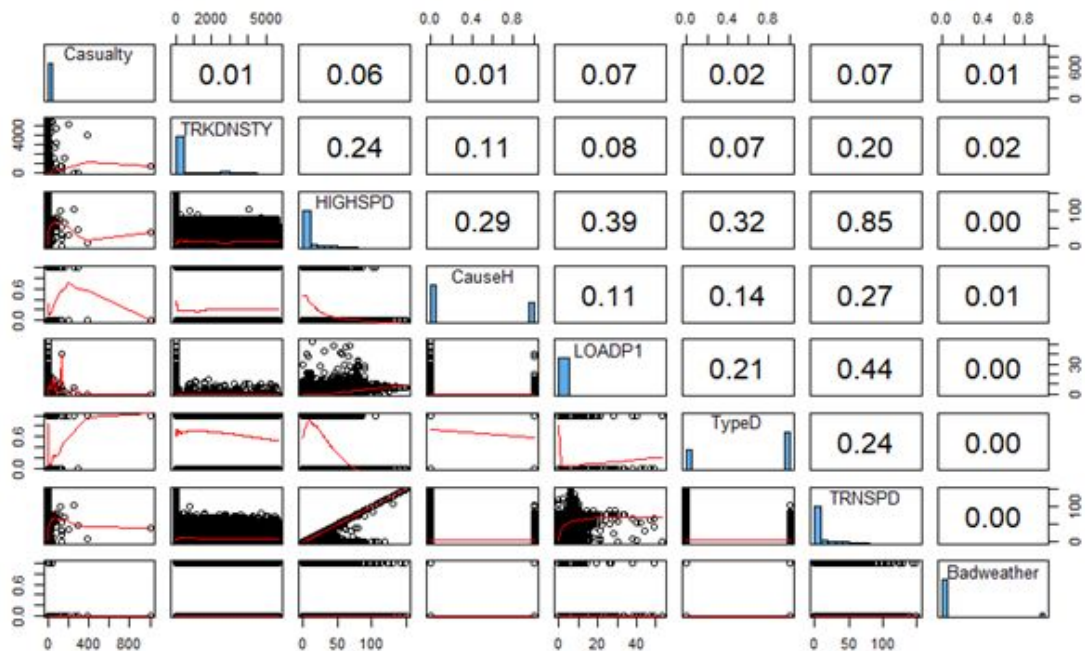 0 2000 5000 0.0 0.4 0.8 0.0 0.4 0.8 0.0 0.4 0.8
Casualty 0.01 0.06 0.01 0.07 0.02 0.07 0.01 0 600
0 4000 TRKDNSTY 0.24 0.11 0.08 0.07 0.20 0.02
HIGHSPD 0.29 0.39 0.32 0.85 0.00 0 100
0.0 0.6 CauseH 0.11 0.14 0.27 0.01
LOADP1 0.21 0.44 0.00 0 30
0.0 0.6 TypeD 0.24 0.00
TRNSPD 0.00 0 100
0.0 0.6 Badweather
0 400 800 0 50 100 0 20 40 0 50 100